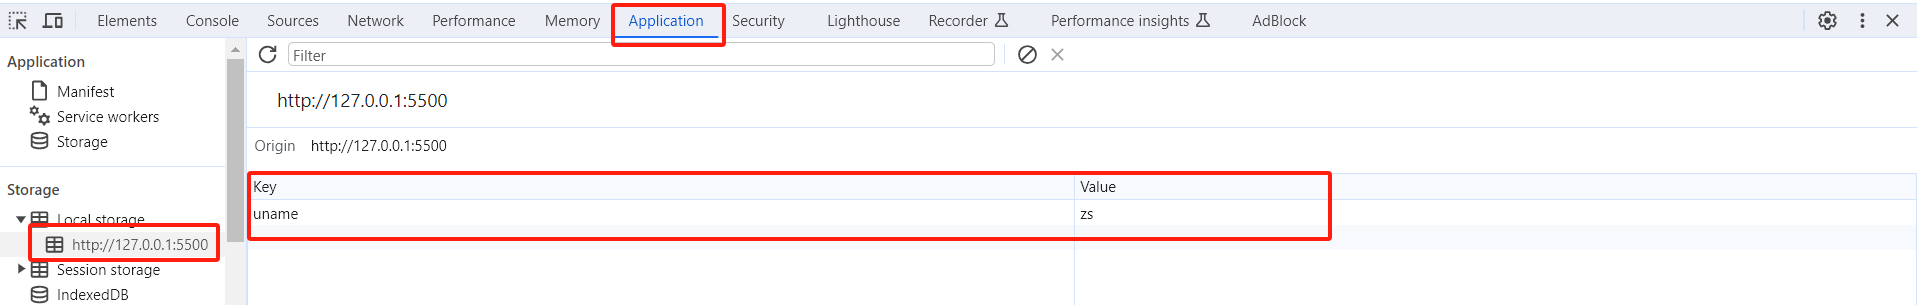 Elements Console Sources Network Performance Memory Application Security Lighthouse Recorder Performance insights AdBlock
Filter
Application
Manifest
Service workers
Storage
Storage
Local storage
http://127.0.0.1:5500
Session storage
IndexedDB
http://127.0.0.1:5500
Origin http://127.0.0.1:5500
Key Value
uname zs